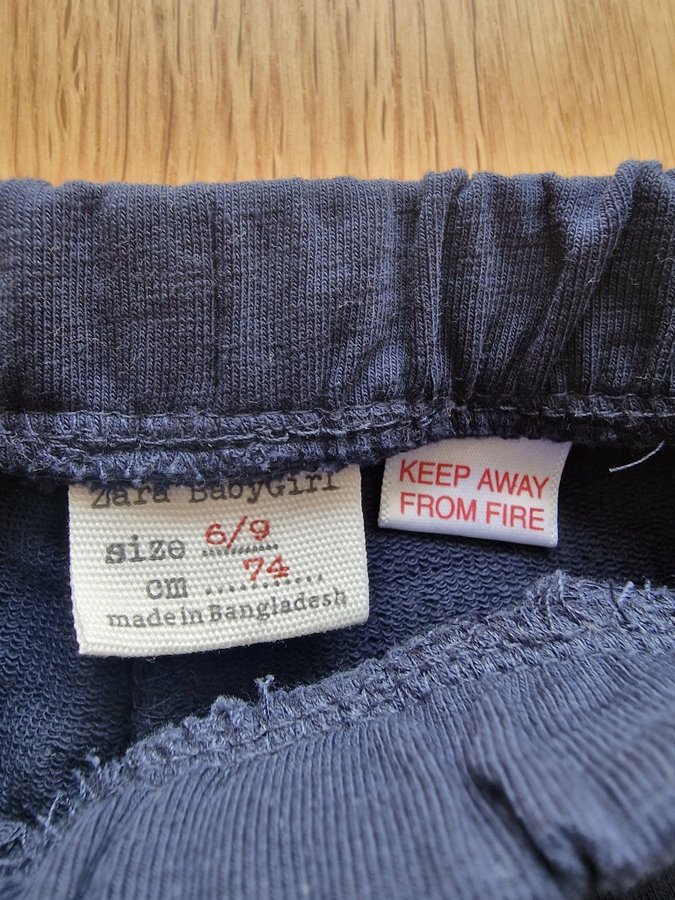 Zara BabyGirl
size 6/9
cm 74
made in Bangladesh
KEEP AWAY
FROM FIRE